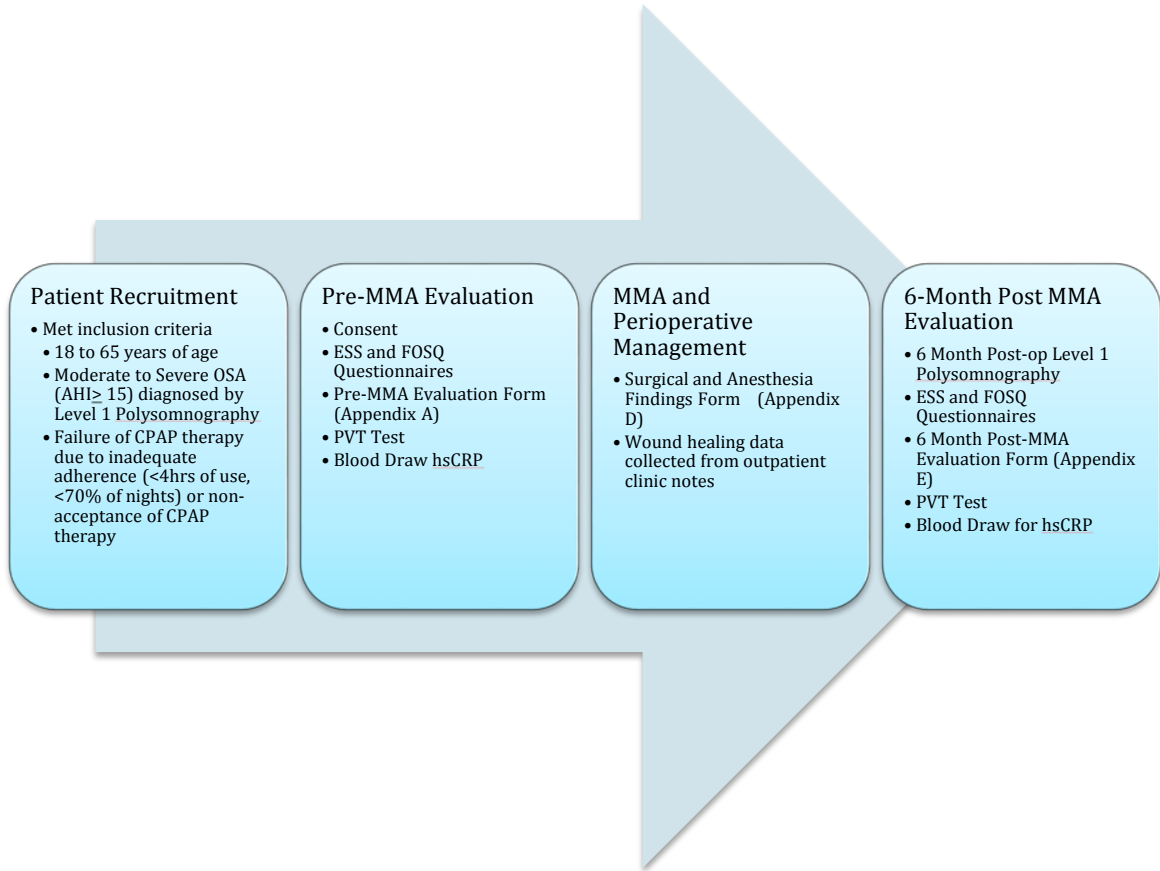 Patient Recruitment
• Met inclusion criteria
• 18 to 65 years of age
• Moderate to Severe OSA
(AHI≥ 15) diagnosed by
Level 1 Polysomnography
• Failure of CPAP therapy
due to inadequate
adherence (<4hrs of use,
<70% of nights) or non-
acceptance of CPAP
therapy
Pre-MMA Evaluation
• Consent
• ESS and FOSQ
Questionnaires
• Pre-MMA Evaluation Form
(Appendix A)
• PVT Test
• Blood Draw hsCRP
MMA and
Perioperative
Management
• Surgical and Anesthesia
Findings Form (Appendix
D)
• Wound healing data
collected from outpatient
clinic notes
6-Month Post MMA
Evaluation
• 6 Month Post-op Level 1
Polysomnography
• ESS and FOSQ
Questionnaires
• 6 Month Post-MMA
Evaluation Form (Appendix
E)
• PVT Test
• Blood Draw for hsCRP